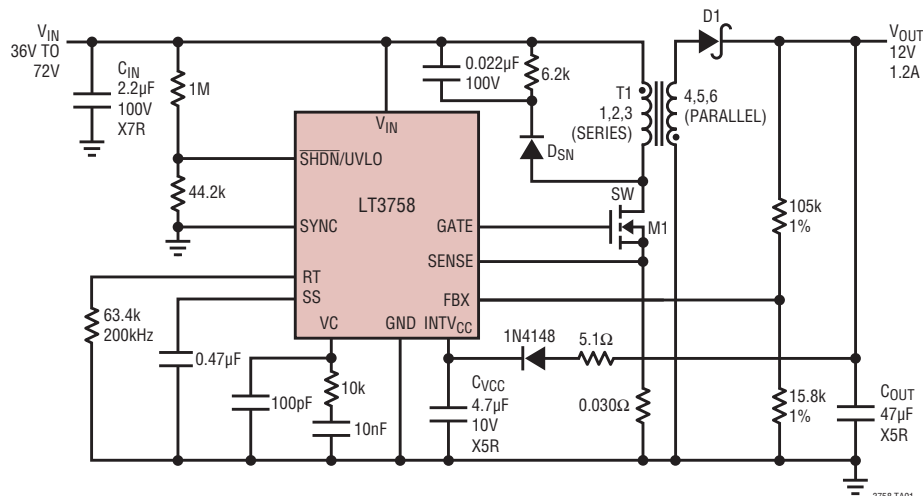 VIN
36V TO
72V
CIN
2.2µF
100V
X7R
1M
44.2k
0.022µF
100V
6.2k
DSN
T1
1,2,3
(SERIES)
4,5,6
(PARALLEL)
D1
VOUT
12V
1.2A
VIN
SHDN/UVLO
LT3758
SYNC
GATE
SENSE
RT
SS
VC
GND
INTVCC
FBX
SW
M1
105k
1%
63.4k
200kHz
0.47µF
100pF
10k
10nF
CVCC
4.7µF
10V
X5R
1N4148
5.1Ω
0.030Ω
15.8k
1%
COUT
47µF
X5R
3758 TA01